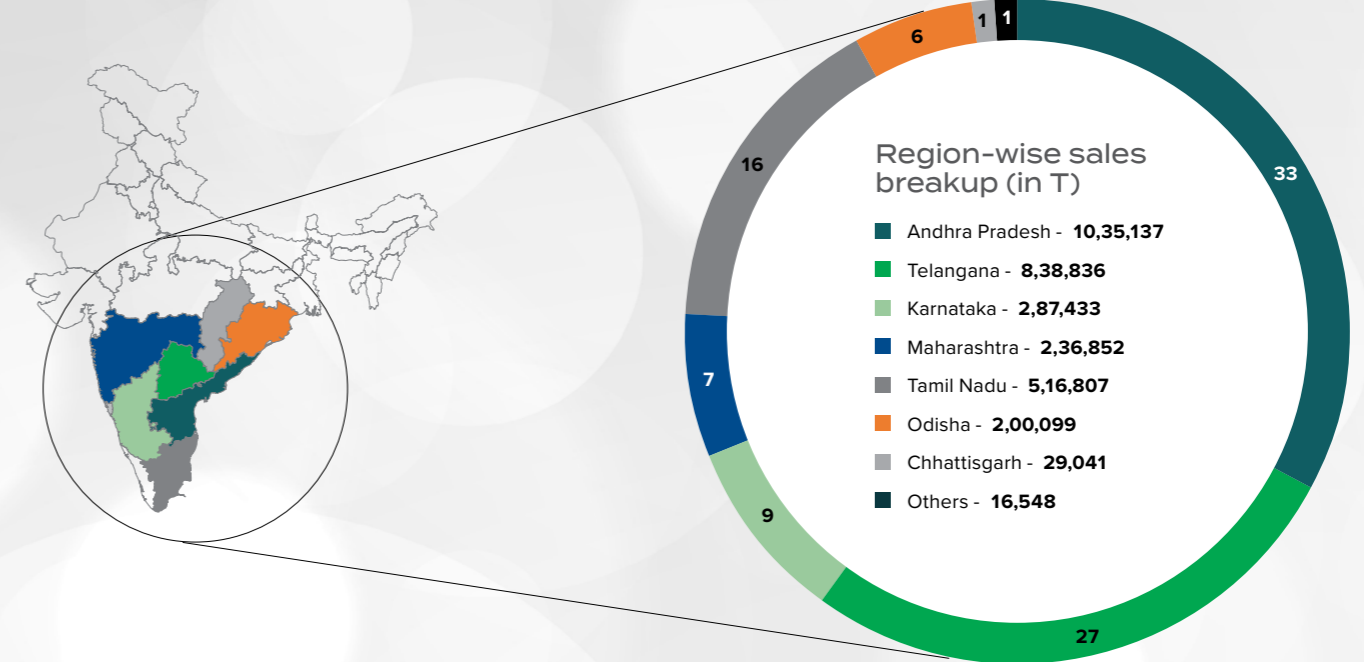 Region-wise sales
breakup (in T)
Andhra Pradesh - 10,35,137
Telangana - 8,38,836
Karnataka - 2,87,433
Maharashtra - 2,36,852
Tamil Nadu - 5,16,807
Odisha - 2,00,099
Chhattisgarh - 29,041
Others - 16,548
33
27
9
7
16
6
1
1